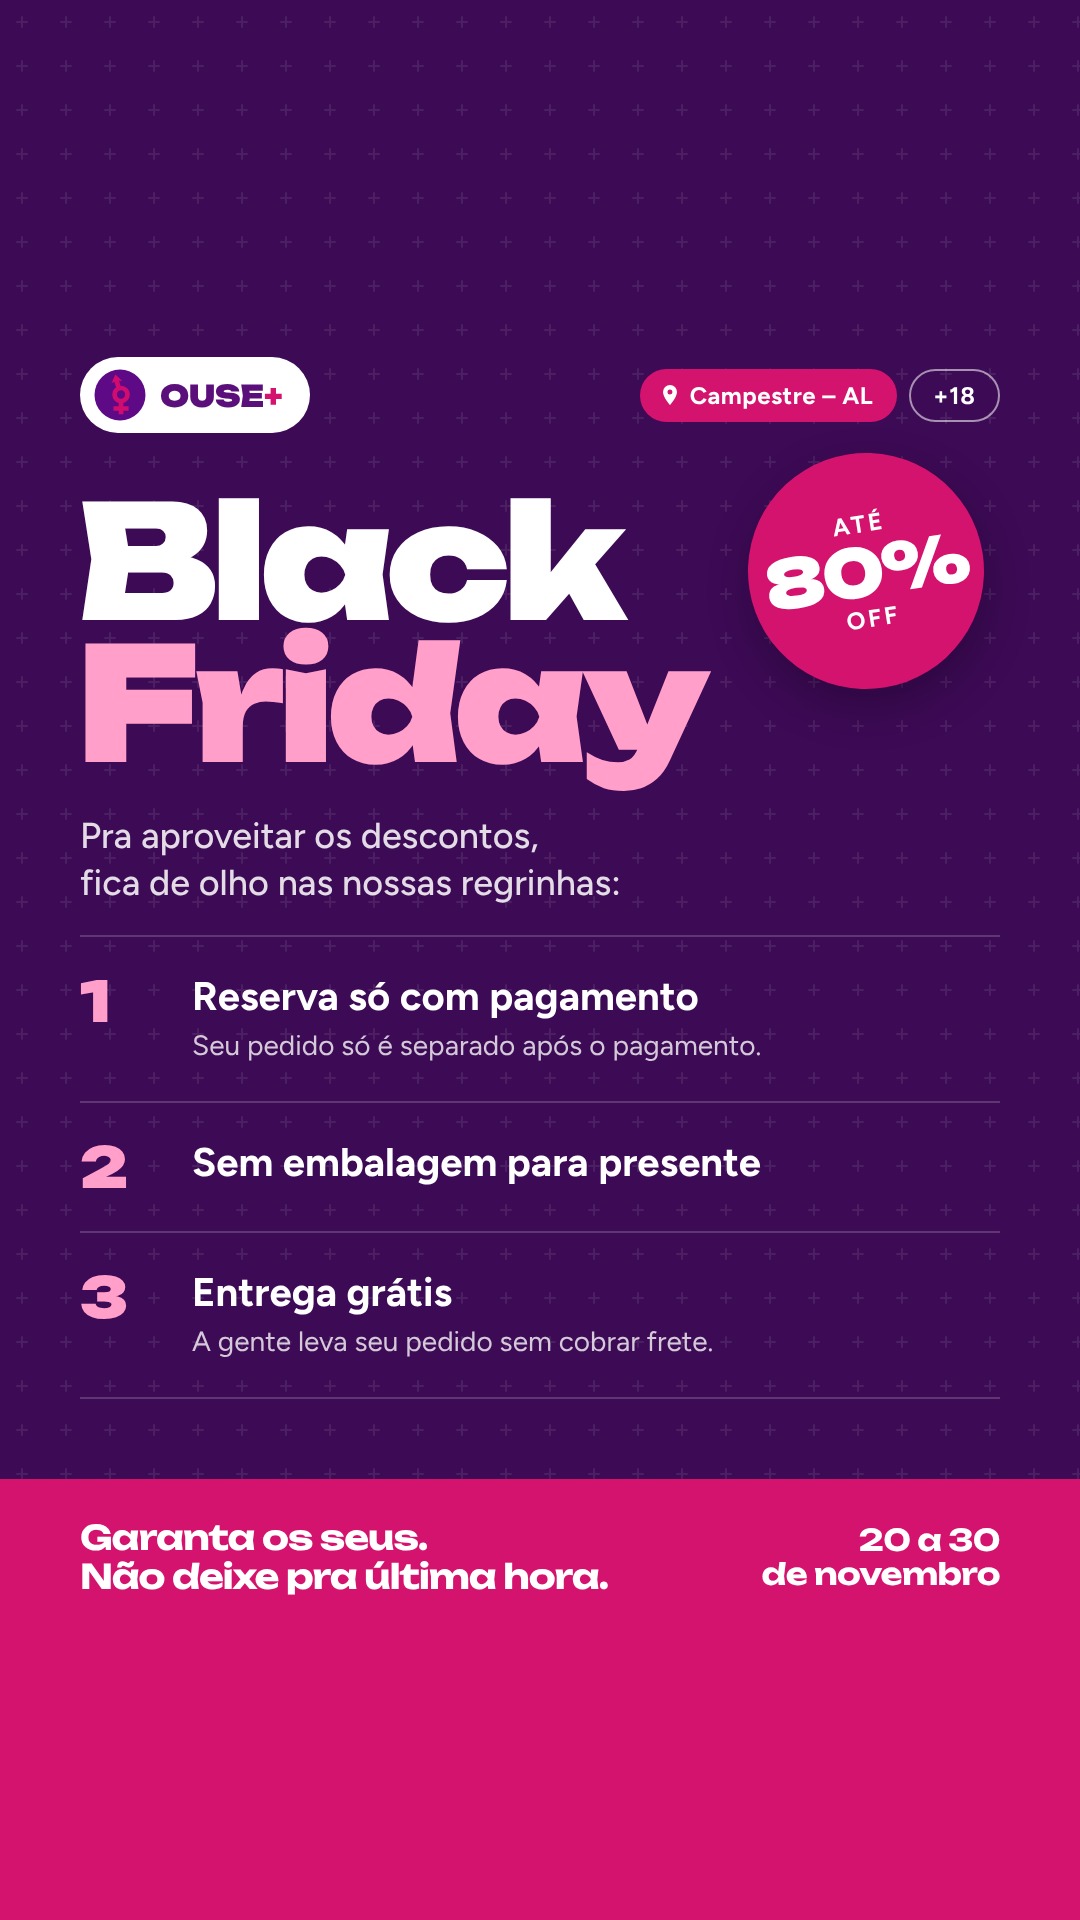 OUSE+
Campestre – AL
+18
Black
Friday
ATÉ
80%
OFF
Pra aproveitar os descontos,
fica de olho nas nossas regrinhas:
1
Reserva só com pagamento
Seu pedido só é separado após o pagamento.
2
Sem embalagem para presente
3
Entrega grátis
A gente leva seu pedido sem cobrar frete.
Garanta os seus.
Não deixe pra última hora.
20 a 30
de novembro